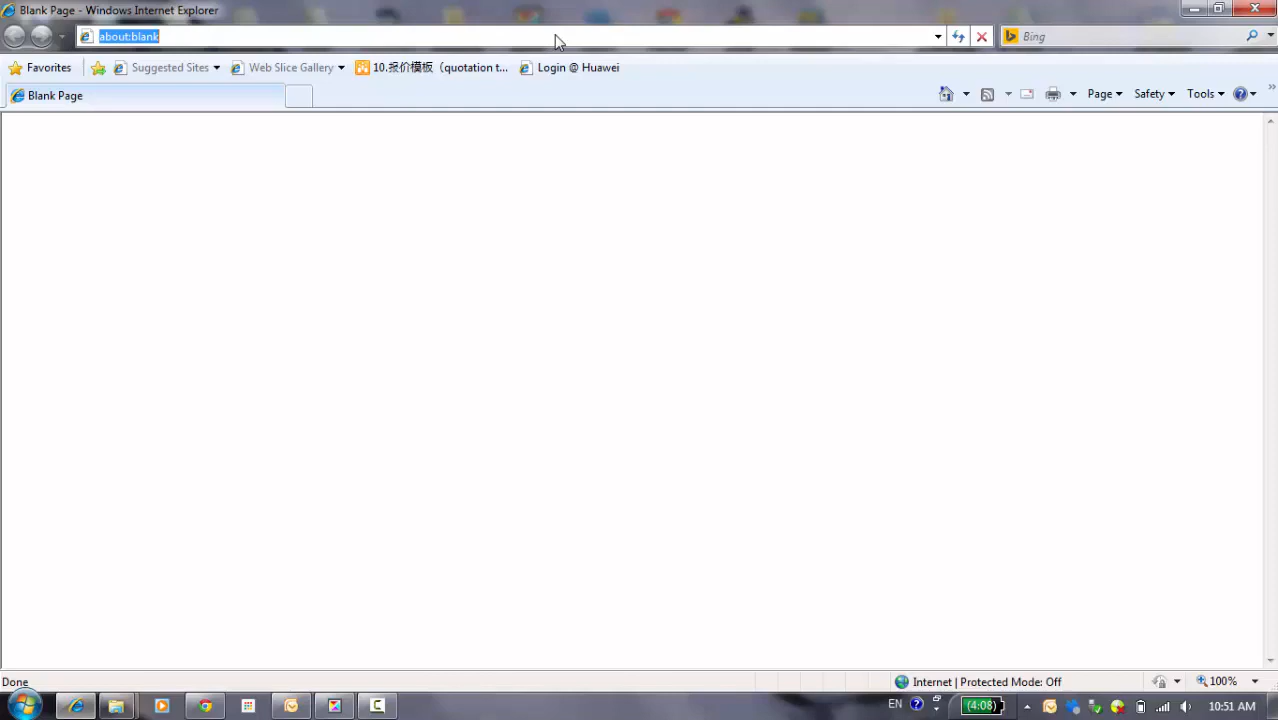 Blank Page - Windows Internet Explorer
about:blank
Bing
Favorites Suggested Sites Web Slice Gallery 10.报价模板（quotation t... Login @ Huawei
Blank Page Page Safety Tools
Done Internet | Protected Mode: Off 100%
EN (4:08) 10:51 AM